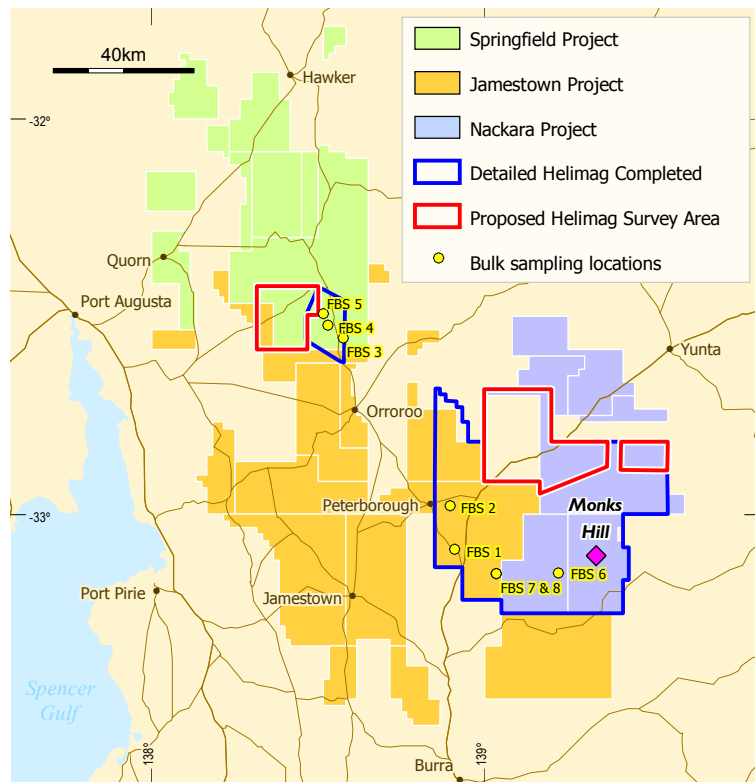 40km
Springfield Project
Jamestown Project
Nackara Project
Detailed Helimag Completed
Proposed Helimag Survey Area
Bulk sampling locations
Hawker
-32
Quorn
Port Augusta
FBS 5
FBS 4
FBS 3
Yunta
Orroroo
Peterborough
FBS 2
-33
Monks
Hill
FBS 1
FBS 7 & 8
FBS 6
Port Pirie
Jamestown
Spencer
Gulf
138°
139°
Burra